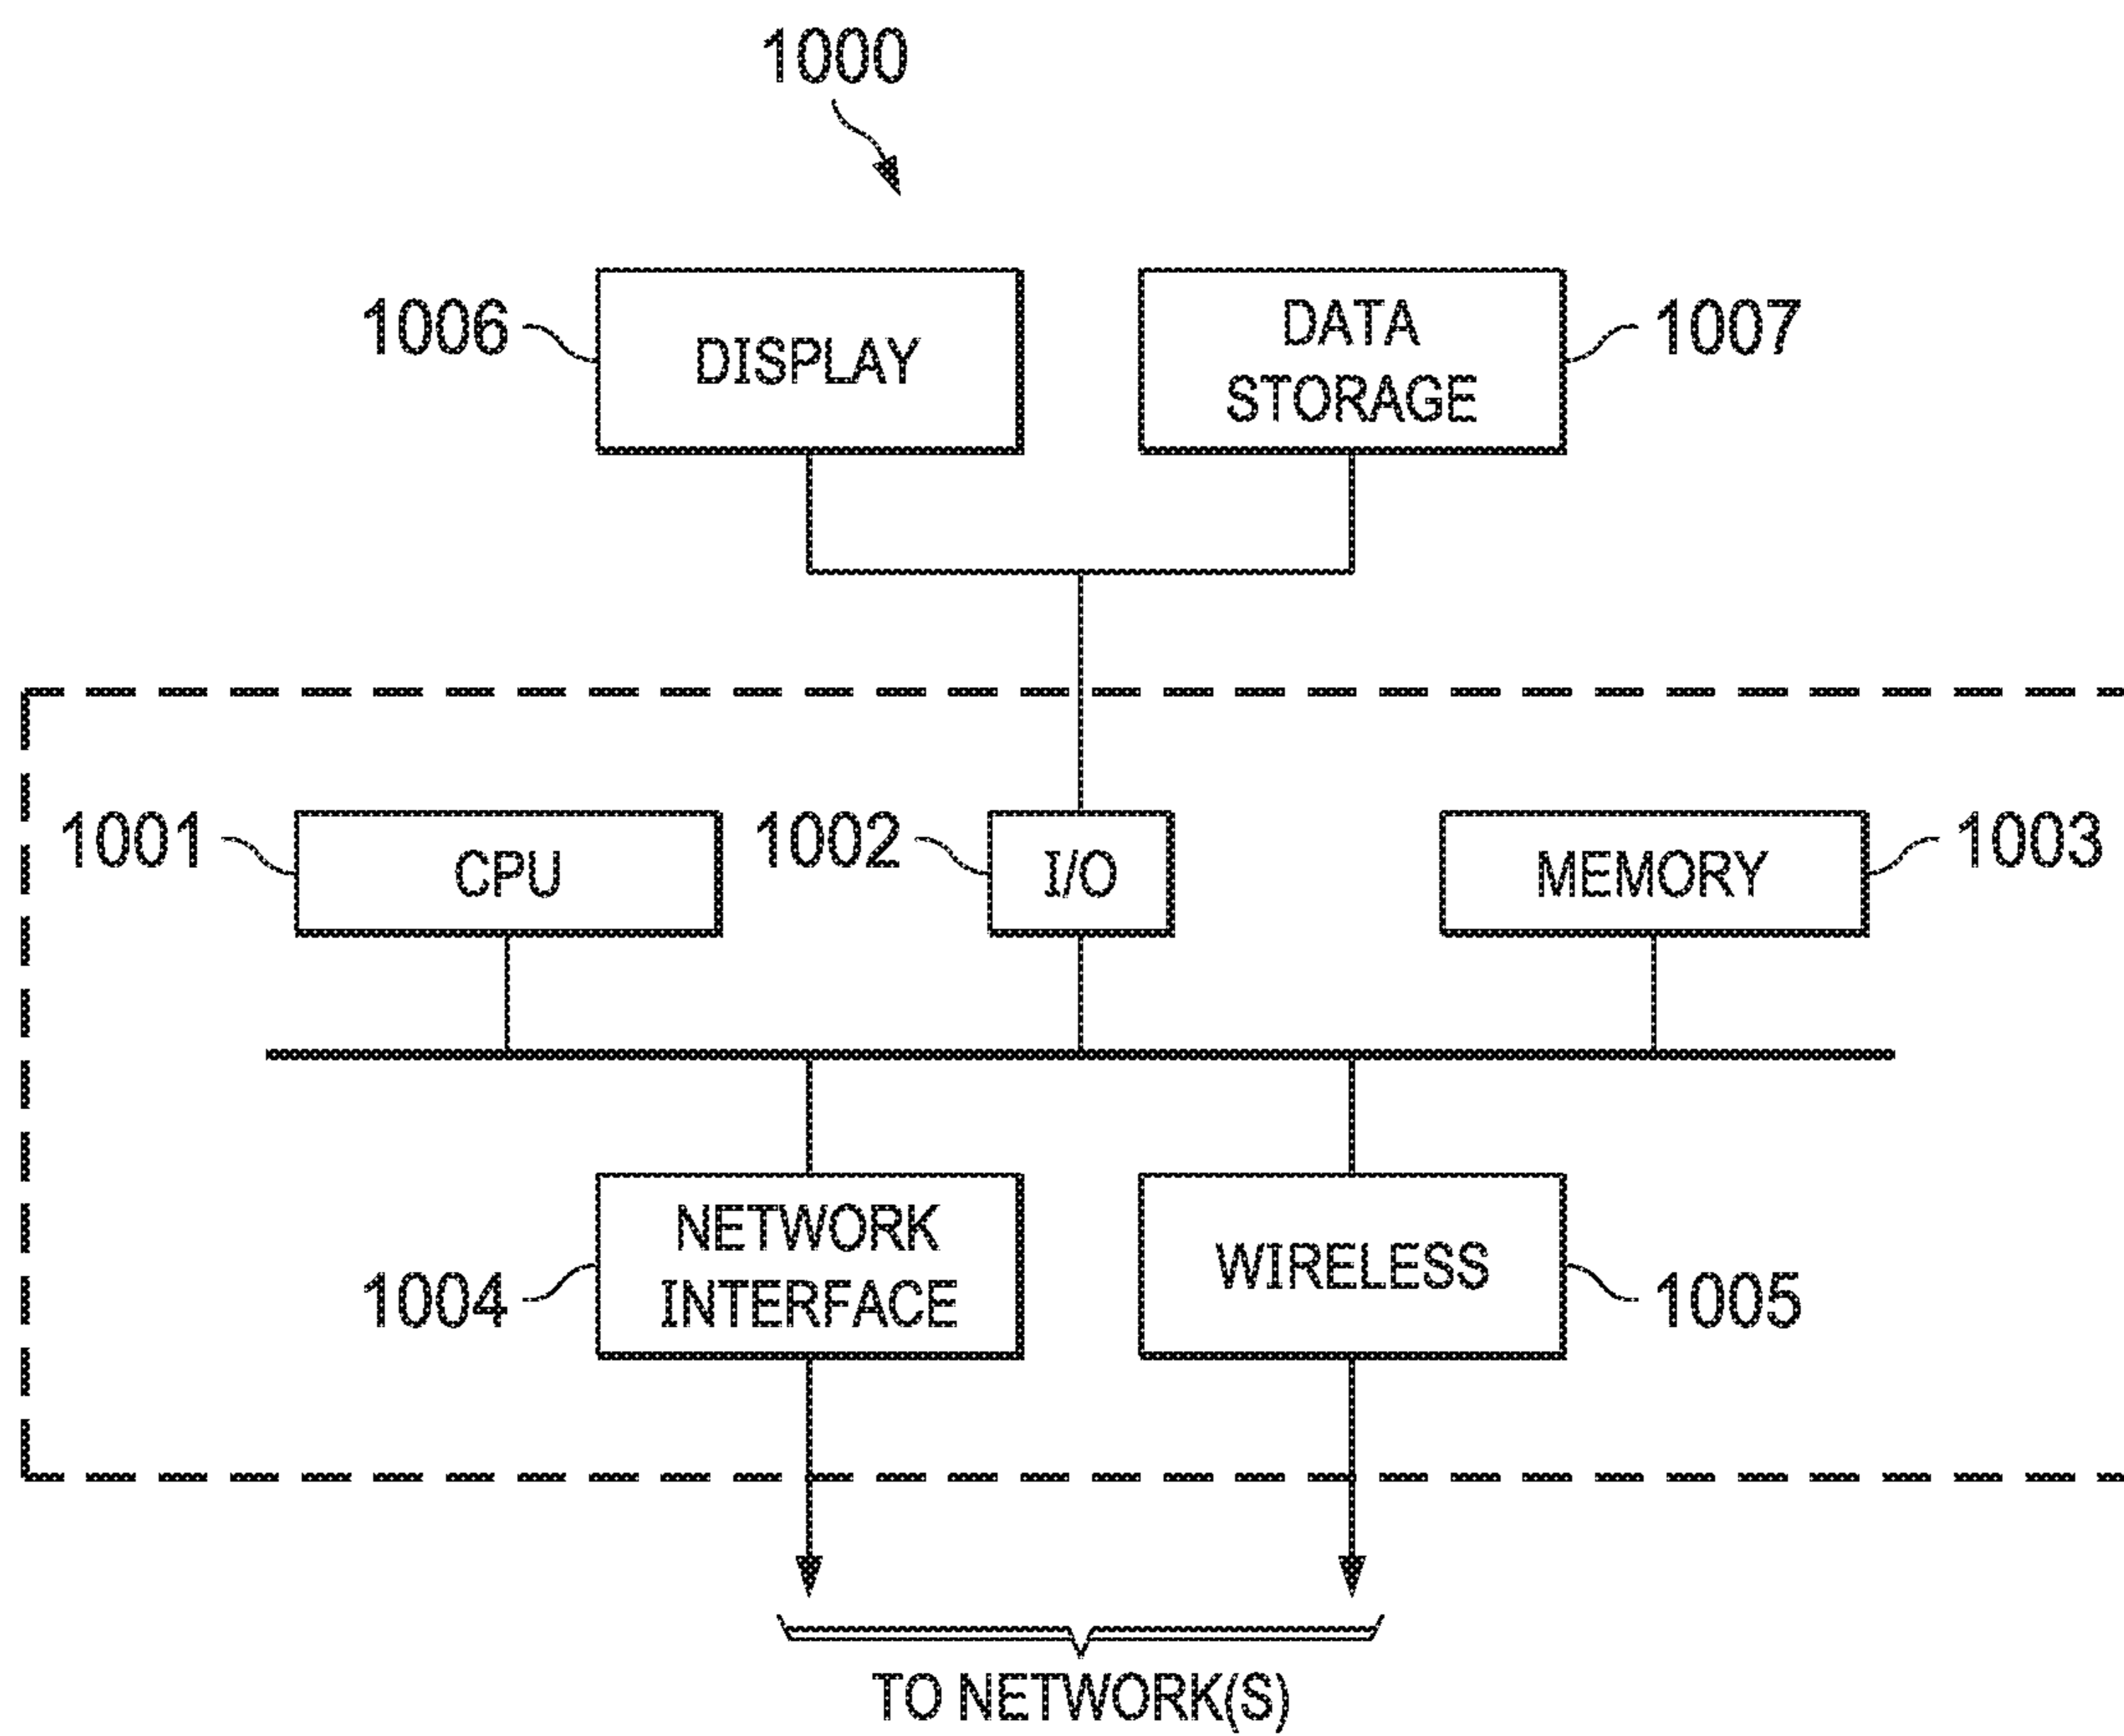 1000
1006
DISPLAY
DATA
STORAGE
1007
1001
CPU
1002
I/O
MEMORY
1003
1004
NETWORK
INTERFACE
WIRELESS
1005
TO NETWORK(S)